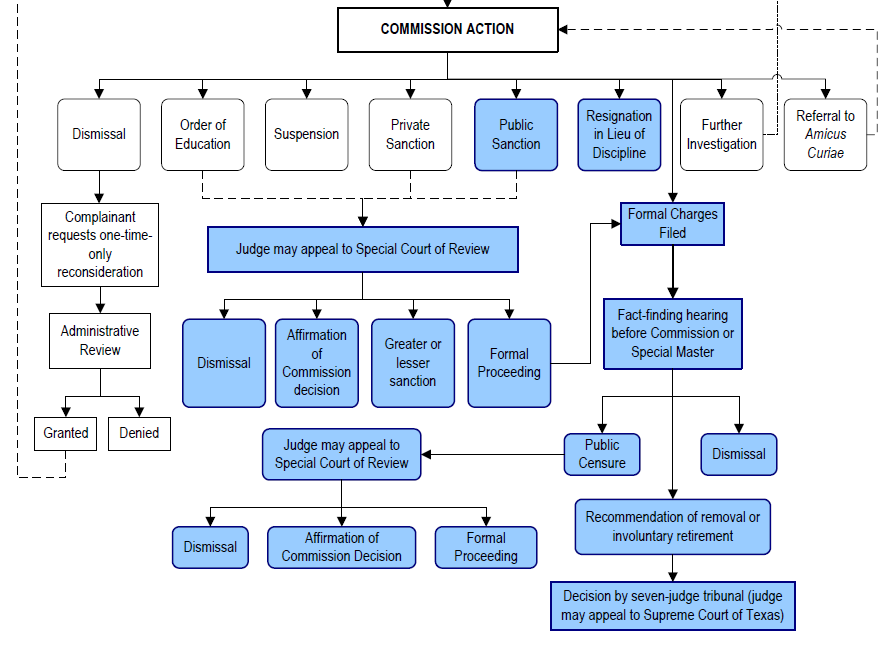 COMMISSION ACTION
Dismissal
Order of
Education
Suspension
Private
Sanction
Public
Sanction
Resignation
in Lieu of
Discipline
Further
Investigation
Referral to
Amicus
Curiae
Complainant
requests one-time-
only
reconsideration
Judge may appeal to Special Court of Review
Formal Charges
Filed
Administrative
Review
Dismissal
Affirmation
of
Commission
decision
Greater or
lesser
sanction
Formal
Proceeding
Fact-finding hearing
before Commission or
Special Master
Granted
Denied
Judge may appeal to
Special Court of Review
Public
Censure
Dismissal
Dismissal
Affirmation of
Commission Decision
Formal
Proceeding
Recommendation of removal or
involuntary retirement
Decision by seven-judge tribunal (judge
may appeal to Supreme Court of Texas)